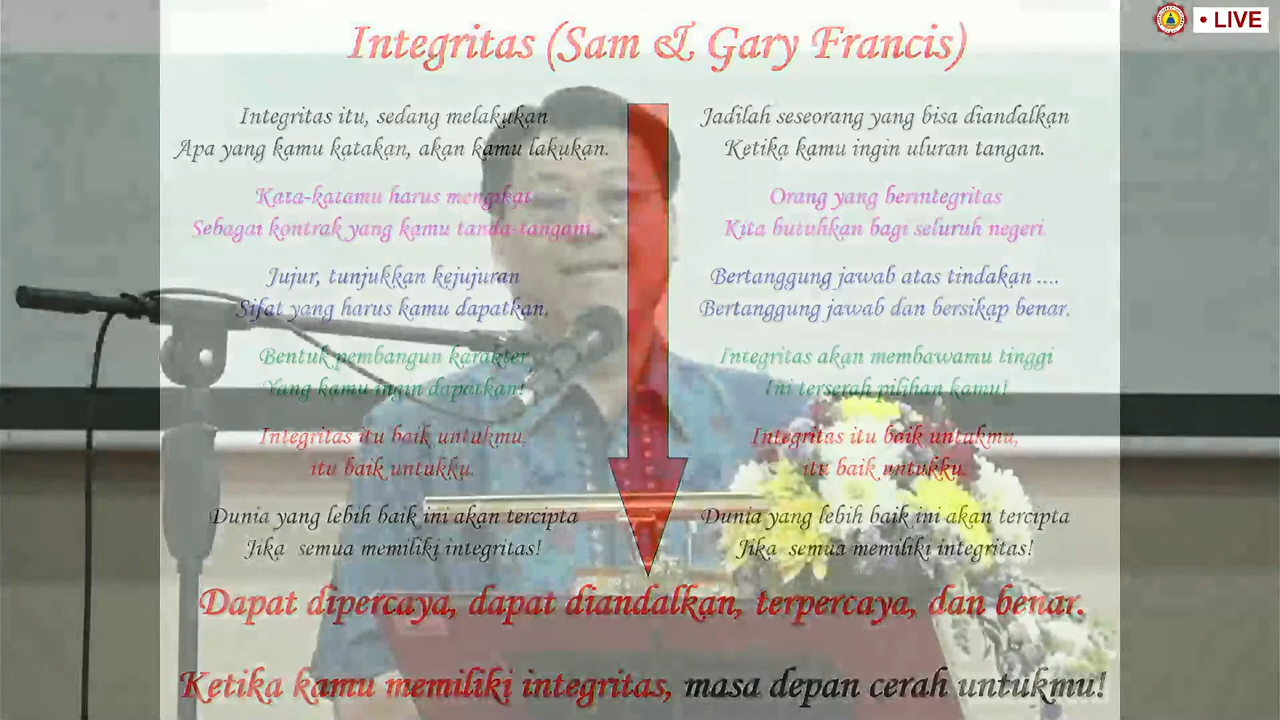 • LIVE
Integritas (Sam & Gary Francis)
Integritas itu, sedang melakukan
Apa yang kamu katakan, akan kamu lakukan.
Kata-katamu harus mengikat
Sebagai kontrak yang kamu tanda-tangani.
Jujur, tunjukkan kejujuran
Sifat yang harus kamu dapatkan.
Bentuk pembangun karakter
Yang kamu ingin dapatkan!
Integritas itu baik untukmu,
itu baik untukku.
Dunia yang lebih baik ini akan tercipta
Jika semua memiliki integritas!
Jadilah seseorang yang bisa diandalkan
Ketika kamu ingin uluran tangan.
Orang yang berintegritas
Kita butuhkan bagi seluruh negeri.
Bertanggung jawab atas tindakan ....
Bertanggung jawab dan bersikap benar.
Integritas akan membawamu tinggi
Ini terserah pilihan kamu!
Integritas itu baik untukmu,
itu baik untukku.
Dunia yang lebih baik ini akan tercipta
Jika semua memiliki integritas!
Dapat dipercaya, dapat diandalkan, terpercaya, dan benar.
Ketika kamu memiliki integritas, masa depan cerah untukmu!